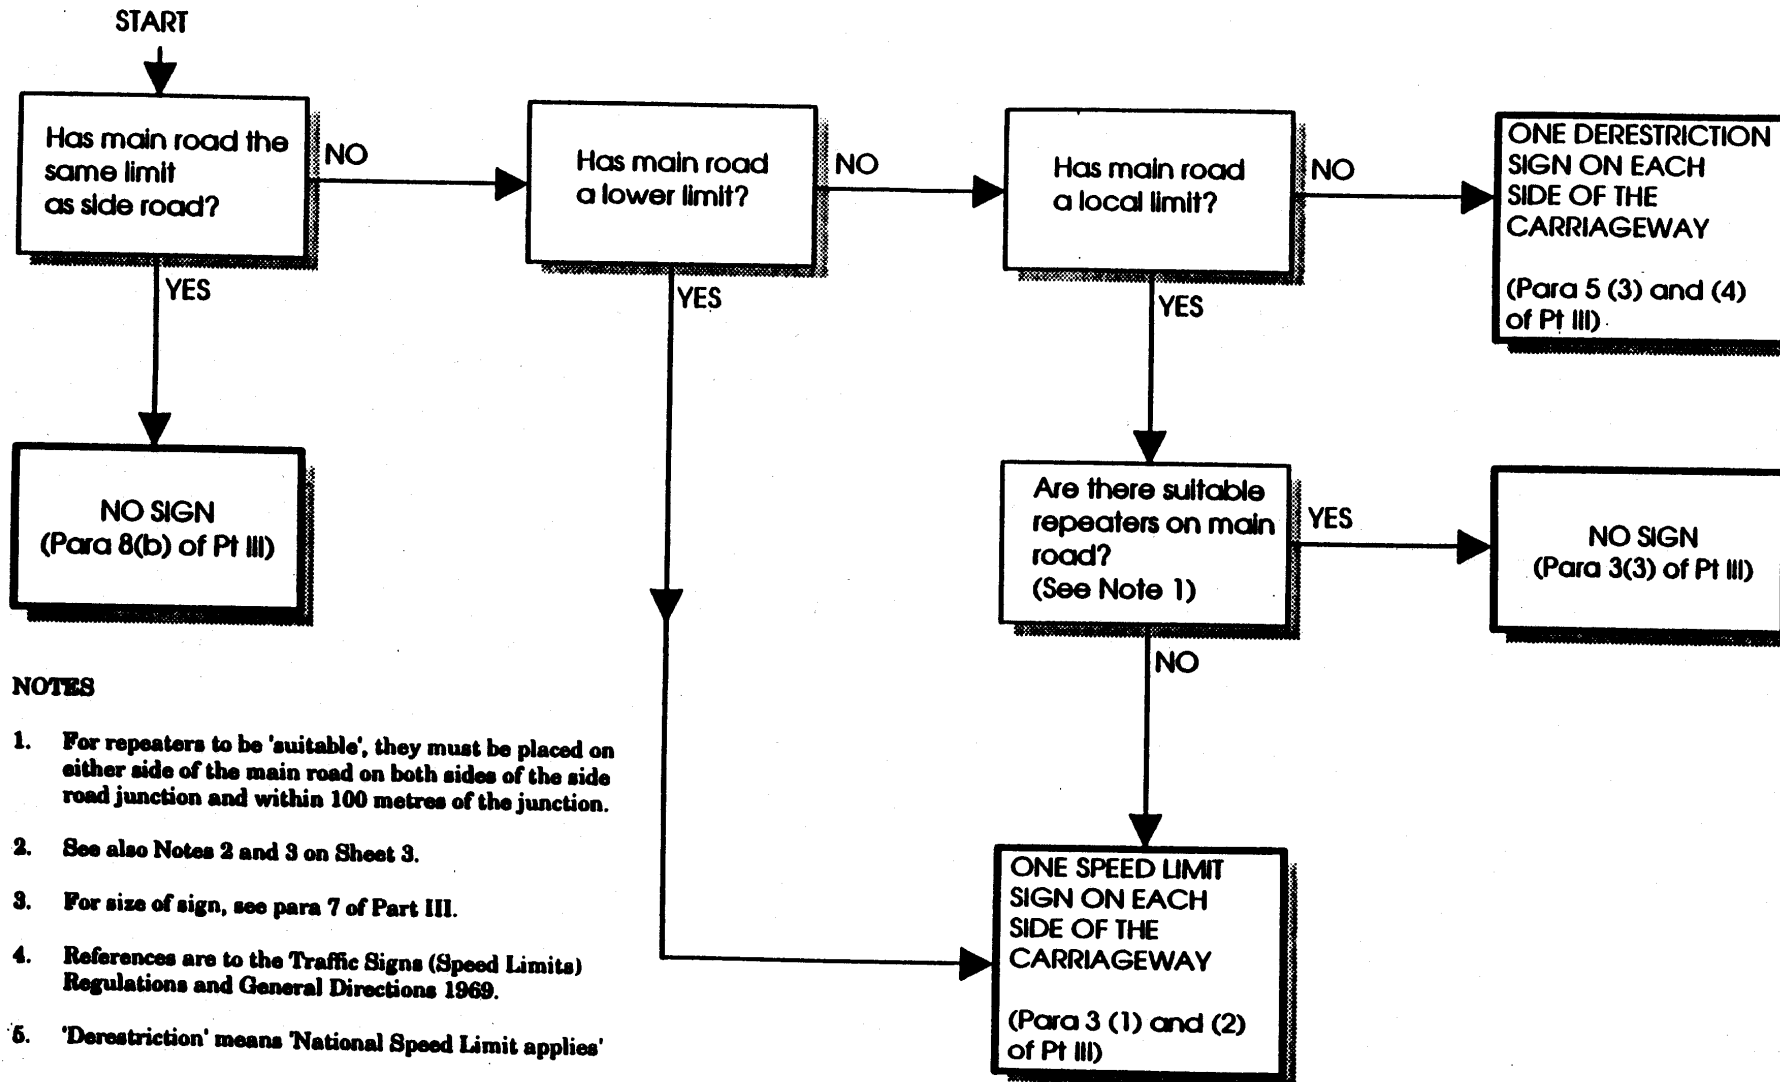 START
Has main road the
same limit
as side road?
NO
Has main road
a lower limit?
NO
Has main road
a local limit?
NO
ONE DERESTRICTION
SIGN ON EACH
SIDE OF THE
CARRIAGEWAY
(Para 5 (3) and (4)
of Pt III)
YES
YES
YES
NO SIGN
(Para 8(b) of Pt III)
Are there suitable
repeaters on main
road?
(See Note 1)
YES
NO SIGN
(Para 3(3) of Pt III)
NO
ONE SPEED LIMIT
SIGN ON EACH
SIDE OF THE
CARRIAGEWAY
(Para 3 (1) and (2)
of Pt III)
NOTES
1. For repeaters to be 'suitable', they must be placed on
either side of the main road on both sides of the side
road junction and within 100 metres of the junction.
2. See also Notes 2 and 3 on Sheet 3.
3. For size of sign, see para 7 of Part III.
4. References are to the Traffic Signs (Speed Limits)
Regulations and General Directions 1969.
5. 'Derestriction' means 'National Speed Limit applies'